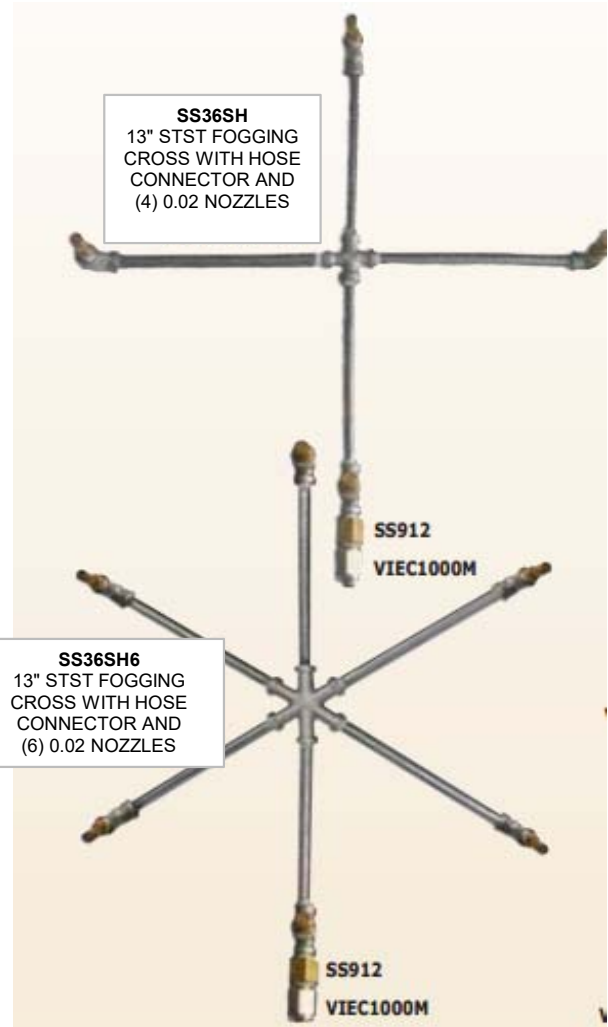 SS36SH
13" STST FOGGING
CROSS WITH HOSE
CONNECTOR AND
(4) 0.02 NOZZLES
SS912
VIEC1000M
SS36SH6
13" STST FOGGING
CROSS WITH HOSE
CONNECTOR AND
(6) 0.02 NOZZLES
SS912
VIEC1000M